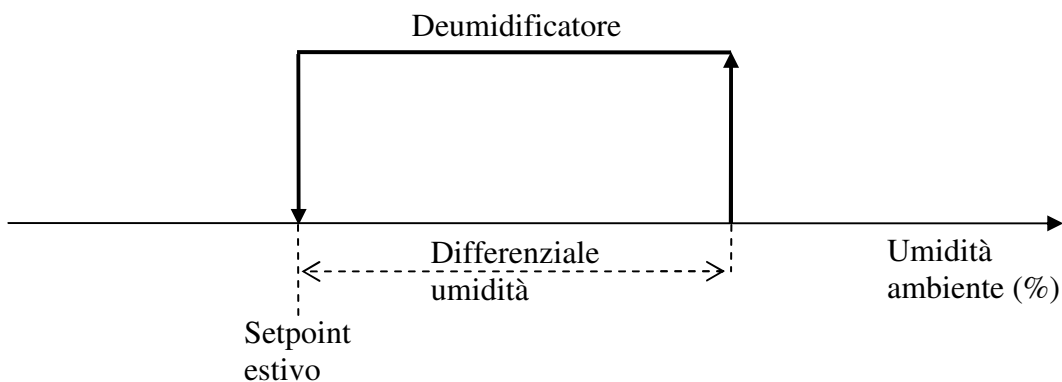 Deumidificatore
Differenziale
umidità
Umidità
ambiente (%)
Setpoint
estivo